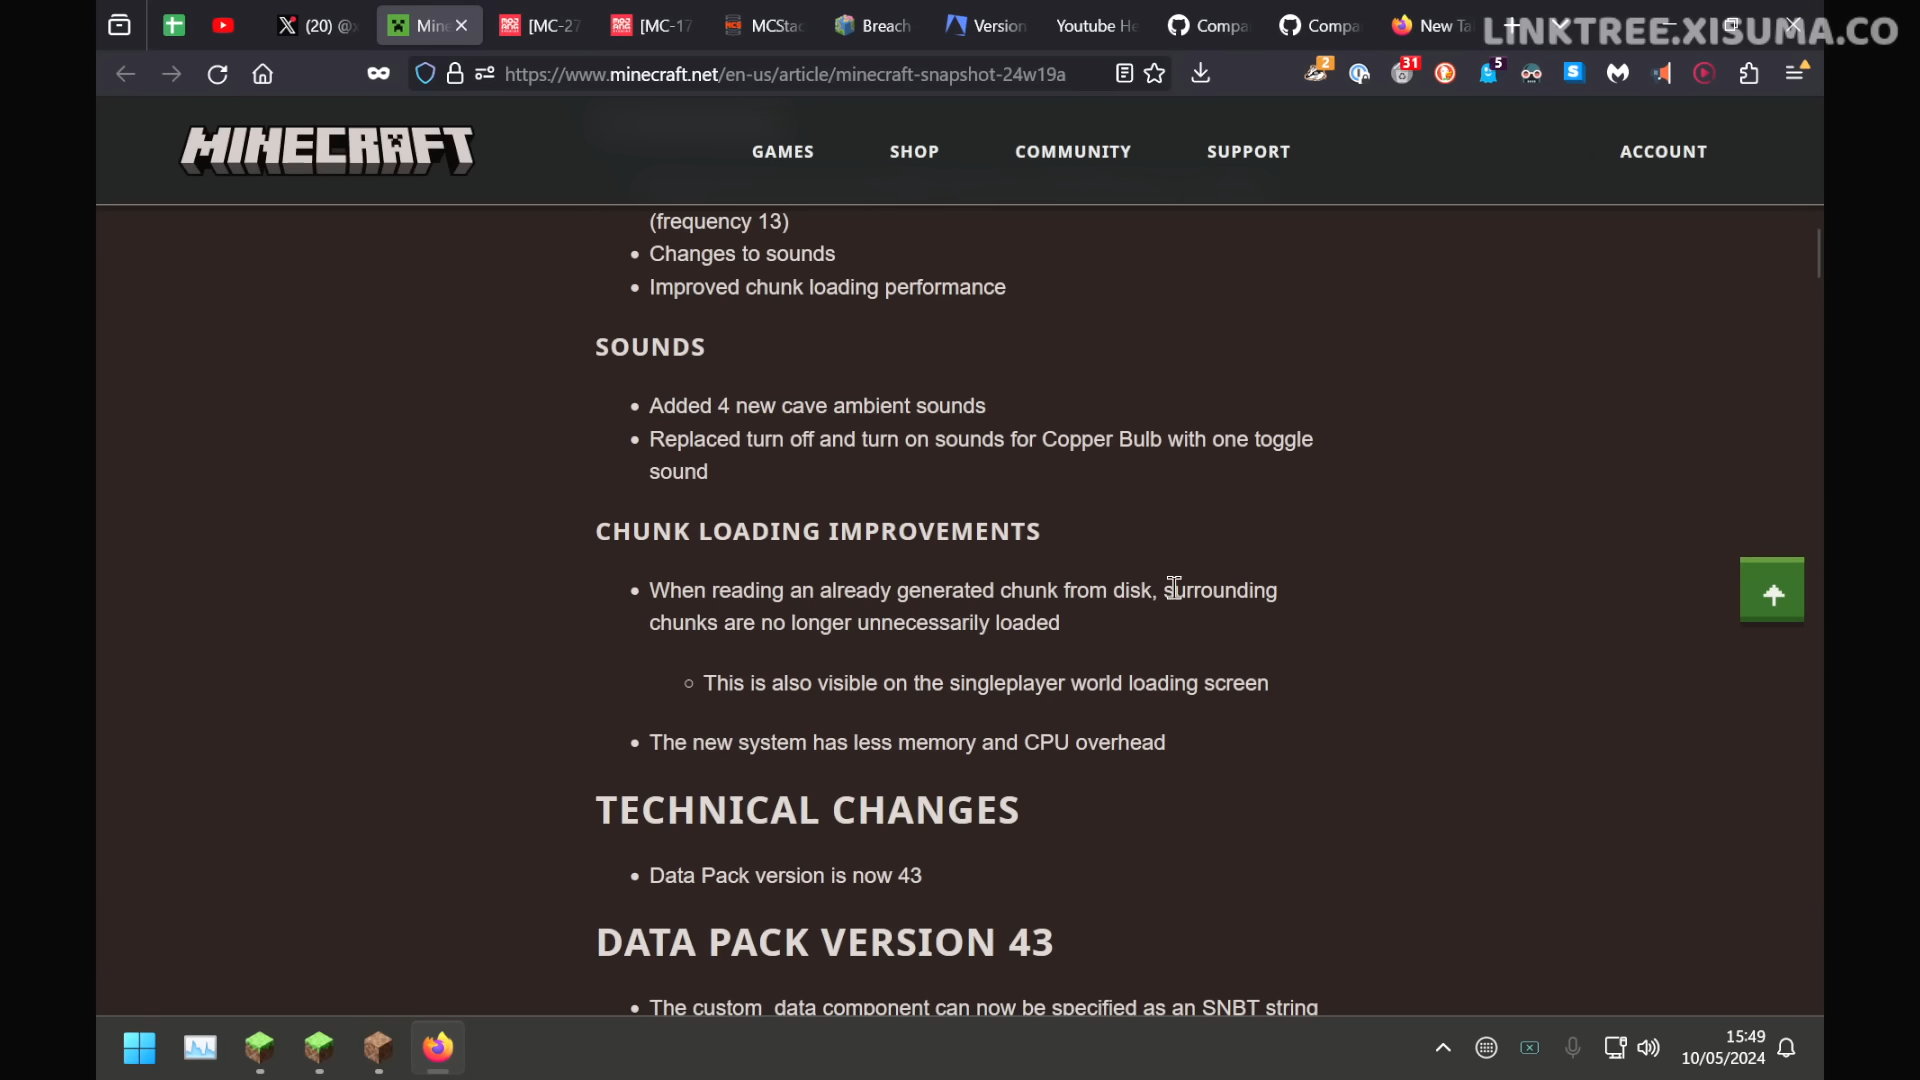 (20) @x
Mine
[MC-27
[MC-17
MCSta
Breach
Version
Youtube He
Compa
Compa
New Ta
LINKTREE.XISUMA.CO
https://www.minecraft.net/en-us/article/minecraft-snapshot-24w19a
2
31
5
S
MINECRAFT
GAMES
SHOP
COMMUNITY
SUPPORT
ACCOUNT
(frequency 13)
• Changes to sounds
• Improved chunk loading performance
SOUNDS
• Added 4 new cave ambient sounds
• Replaced turn off and turn on sounds for Copper Bulb with one toggle
sound
CHUNK LOADING IMPROVEMENTS
• When reading an already generated chunk from disk, surrounding
chunks are no longer unnecessarily loaded
○ This is also visible on the singleplayer world loading screen
• The new system has less memory and CPU overhead
TECHNICAL CHANGES
• Data Pack version is now 43
DATA PACK VERSION 43
• The custom_data component can now be specified as an SNBT string
15:49
10/05/2024